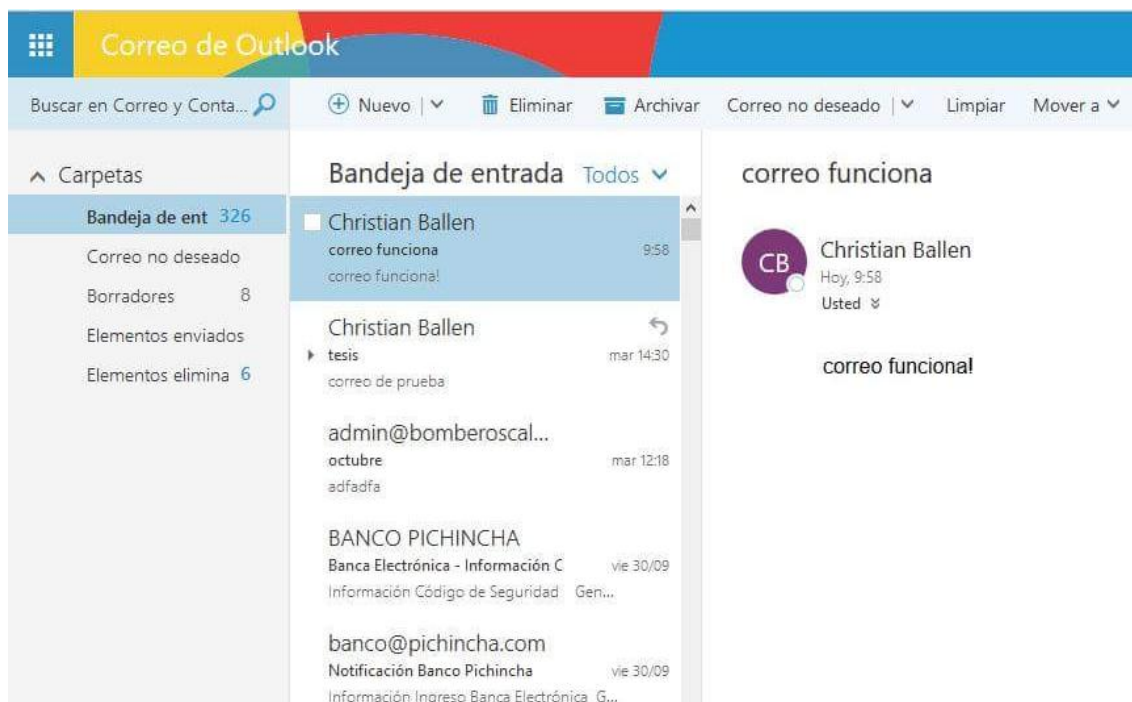 Correo de Outlook
Buscar en Correo y Conta...
Nuevo | Eliminar Archivar Correo no deseado | Limpiar Mover a
Carpetas
Bandeja de ent 326
Correo no deseado
Borradores 8
Elementos enviados
Elementos elimina 6
Bandeja de entrada Todos
Christian Ballen
correo funciona 9:58
correo funciona!
Christian Ballen
tesis mar 14:30
correo de prueba
admin@bomberoscal...
octubre mar 12:18
adfadfa
BANCO PICHINCHA
Banca Electrónica - Información C vie 30/09
Información Código de Seguridad Gen...
banco@pichincha.com
Notificación Banco Pichincha vie 30/09
Información Ingreso Banca Electrónica G...
correo funciona
CB
Christian Ballen
Hoy, 9:58
Usted
correo funciona!